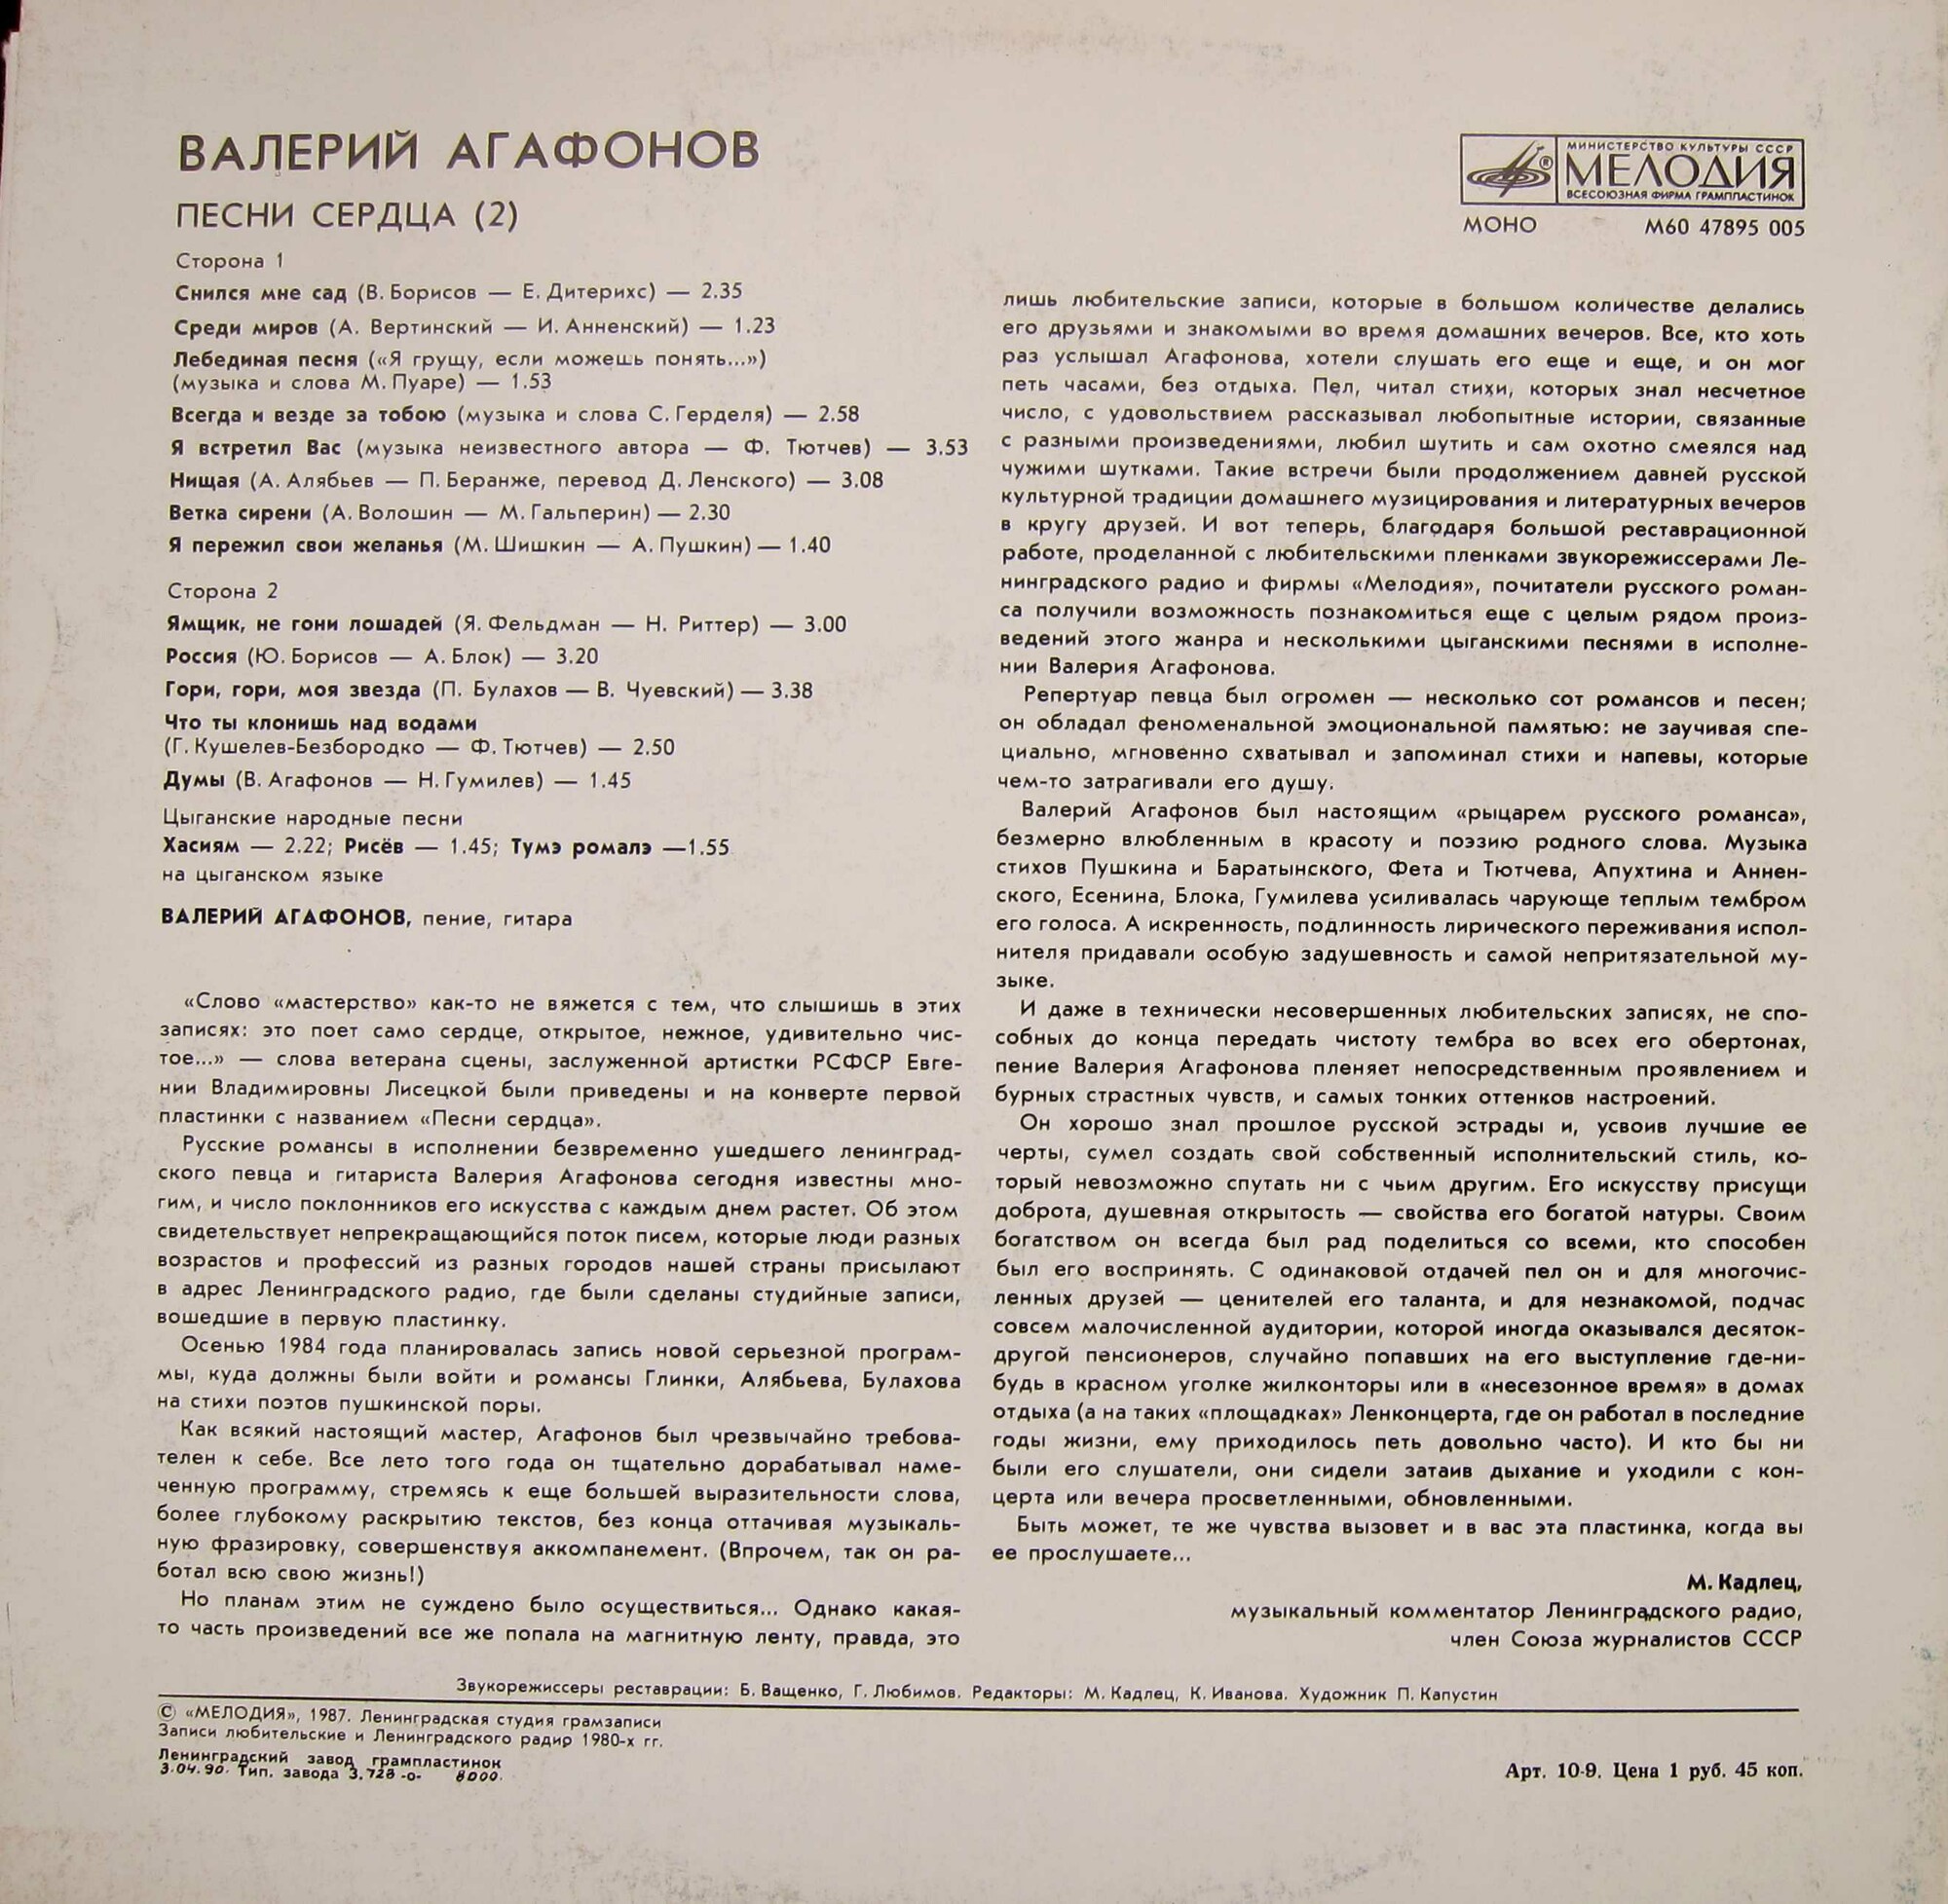 ВАЛЕРИЙ АГАФОНОВ
ПЕСНИ СЕРДЦА (2)
МИНИСТЕРСТВО КУЛЬТУРЫ СССР
®
МЕЛОДИЯ
ВСЕСОЮЗНАЯ ФИРМА ГРАМПЛАСТИНОК
МОНО М60 47895 005
Сторона 1
Снился мне сад (В. Борисов — Е. Дитерихс) — 2.35
Среди миров (А. Вертинский — И. Анненский) — 1.23
Лебединая песня («Я грущу, если можешь понять...»)
(музыка и слова М. Пуаре) — 1.53
Всегда и везде за тобою (музыка и слова С. Герделя) — 2.58
Я встретил Вас (музыка неизвестного автора — Ф. Тютчев) — 3.53
Нищая (А. Алябьев — П. Беранже, перевод Д. Ленского) — 3.08
Ветка сирени (А. Волошин — М. Гальперин) — 2.30
Я пережил свои желанья (М. Шишкин — А. Пушкин) — 1.40
Сторона 2
Ямщик, не гони лошадей (Я. Фельдман — Н. Риттер) — 3.00
Россия (Ю. Борисов — А. Блок) — 3.20
Гори, гори, моя звезда (П. Булахов — В. Чуевский) — 3.38
Что ты клонишь над водами
(Г. Кушелев-Безбородко — Ф. Тютчев) — 2.50
Думы (В. Агафонов — Н. Гумилев) — 1.45
Цыганские народные песни
Хасиям — 2.22; Рисёв — 1.45; Тумэ ромалэ —1.55
на цыганском языке
ВАЛЕРИЙ АГАФОНОВ, пение, гитара
«Слово «мастерство» как-то не вяжется с тем, что слышишь в этих
записях: это поет само сердце, открытое, нежное, удивительно чис-
тое...» — слова ветерана сцены, заслуженной артистки РСФСР Евге-
нии Владимировны Лисецкой были приведены и на конверте первой
пластинки с названием «Песни сердца».
Русские романсы в исполнении безвременно ушедшего ленинград-
ского певца и гитариста Валерия Агафонова сегодня известны мно-
гим, и число поклонников его искусства с каждым днем растет. Об этом
свидетельствует непрекращающийся поток писем, которые люди разных
возрастов и профессий из разных городов нашей страны присылают
в адрес Ленинградского радио, где были сделаны студийные записи,
вошедшие в первую пластинку.
Осенью 1984 года планировалась запись новой серьезной програм-
мы, куда должны были войти и романсы Глинки, Алябьева, Булахова
на стихи поэтов пушкинской поры.
Как всякий настоящий мастер, Агафонов был чрезвычайно требова-
телен к себе. Все лето того года он тщательно дорабатывал наме-
ченную программу, стремясь к еще большей выразительности слова,
более глубокому раскрытию текстов, без конца оттачивая музыкаль-
ную фразировку, совершенствуя аккомпанемент. (Впрочем, так он ра-
ботал всю свою жизнь!)
Но планам этим не суждено было осуществиться... Однако какая-
то часть произведений все же попала на магнитную ленту, правда, это
лишь любительские записи, которые в большом количестве делались
его друзьями и знакомыми во время домашних вечеров. Все, кто хоть
раз услышал Агафонова, хотели слушать его еще и еще, и он мог
петь часами, без отдыха. Пел, читал стихи, которых знал несчетное
число, с удовольствием рассказывал любопытные истории, связанные
с разными произведениями, любил шутить и сам охотно смеялся над
чужими шутками. Такие встречи были продолжением давней русской
культурной традиции домашнего музицирования и литературных вечеров
в кругу друзей. И вот теперь, благодаря большой реставрационной
работе, проделанной с любительскими пленками звукорежиссерами Ле-
нинградского радио и фирмы «Мелодия», почитатели русского роман-
са получили возможность познакомиться еще с целым рядом произ-
ведений этого жанра и несколькими цыганскими песнями в исполне-
нии Валерия Агафонова.
Репертуар певца был огромен — несколько сот романсов и песен;
он обладал феноменальной эмоциональной памятью: не заучивая спе-
циально, мгновенно схватывал и запоминал стихи и напевы, которые
чем-то затрагивали его душу.
Валерий Агафонов был настоящим «рыцарем русского романса»,
безмерно влюбленным в красоту и поэзию родного слова. Музыка
стихов Пушкина и Баратынского, Фета и Тютчева, Апухтина и Аннен-
ского, Есенина, Блока, Гумилева усиливалась чарующе теплым тембром
его голоса. А искренность, подлинность лирического переживания испол-
нителя придавали особую задушевность и самой непритязательной му-
зыке.
И даже в технически несовершенных любительских записях, не спо-
собных до конца передать чистоту тембра во всех его обертонах,
пение Валерия Агафонова пленяет непосредственным проявлением и
бурных страстных чувств, и самых тонких оттенков настроений.
Он хорошо знал прошлое русской эстрады и, усвоив лучшие ее
черты, сумел создать свой собственный исполнительский стиль, ко-
торый невозможно спутать ни с чьим другим. Его искусству присущи
доброта, душевная открытость — свойства его богатой натуры. Своим
богатством он всегда был рад поделиться со всеми, кто способен
был его воспринять. С одинаковой отдачей пел он и для многочис-
ленных друзей — ценителей его таланта, и для незнакомой, подчас
совсем малочисленной аудитории, которой иногда оказывался десяток-
другой пенсионеров, случайно попавших на его выступление где-ни-
будь в красном уголке жилконторы или в «несезонное время» в домах
отдыха (а на таких «площадках» Ленконцерта, где он работал в последние
годы жизни, ему приходилось петь довольно часто). И кто бы ни
были его слушатели, они сидели затаив дыхание и уходили с кон-
церта или вечера просветленными, обновленными.
Быть может, те же чувства вызовет и в вас эта пластинка, когда вы
ее прослушаете...
М. Кадлец,
музыкальный комментатор Ленинградского радио,
член Союза журналистов СССР
Звукорежиссеры реставрации: Б. Ващенко, Г. Любимов. Редакторы: М. Кадлец, К. Иванова. Художник П. Капустин
© «МЕЛОДИЯ», 1987. Ленинградская студия грамзаписи
Записи любительские и Ленинградского радио 1980-х гг.
Ленинградский завод грампластинок
3.04.90. Тип. завода З. 728 -о- 8000.
Арт. 10-9. Цена 1 руб. 45 коп.